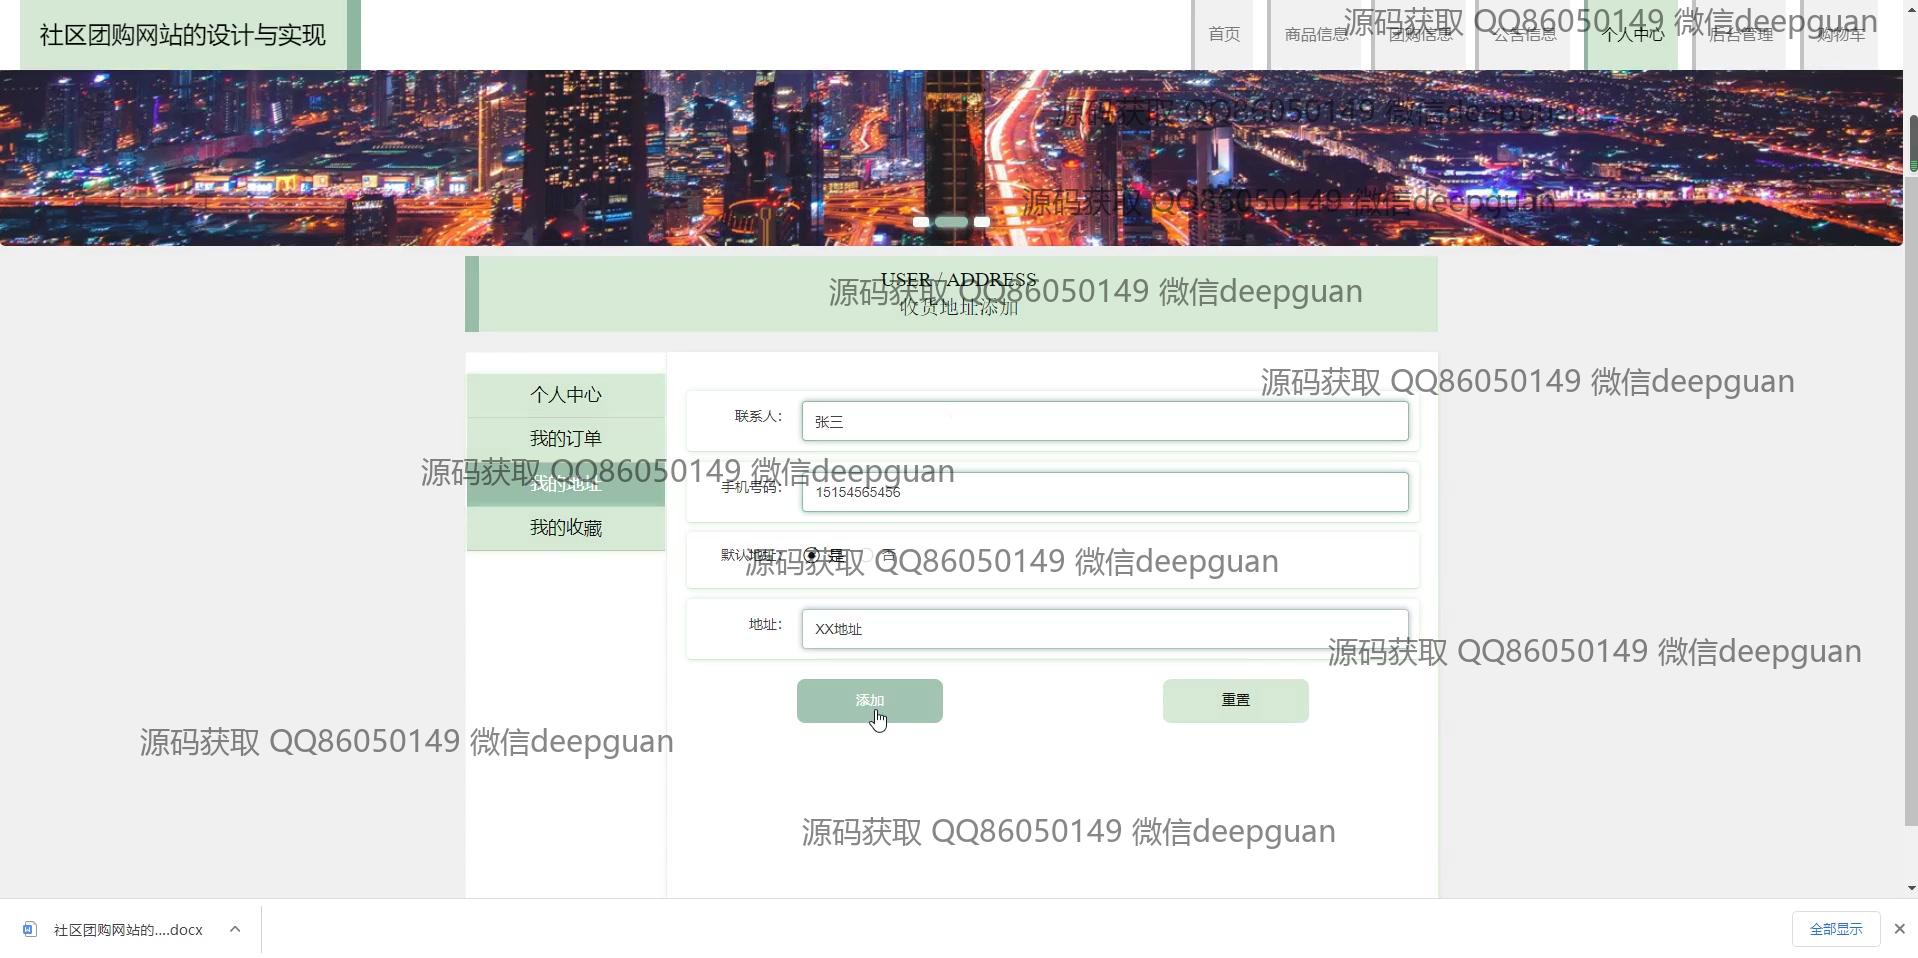 社区团购网站的设计与实现
首页
商品信息
团购信息
公告信息
个人中心
后台管理
购物车
源码获取 QQ86050149 微信deepguan
源码获取 QQ86050149 微信deepguan
源码获取 QQ86050149 微信deepguan
USER / ADDRESS
源码获取 QQ86050149 微信deepguan
收货地址添加
源码获取 QQ86050149 微信deepguan
个人中心
我的订单
我的地址
我的收藏
源码获取 QQ86050149 微信deepguan
联系人：
张三
手机号码：
15154565456
默认地址：
是
否
源码获取 QQ86050149 微信deepguan
地址：
XX地址
源码获取 QQ86050149 微信deepguan
添加
重置
源码获取 QQ86050149 微信deepguan
源码获取 QQ86050149 微信deepguan
社区团购网站的....docx
全部显示